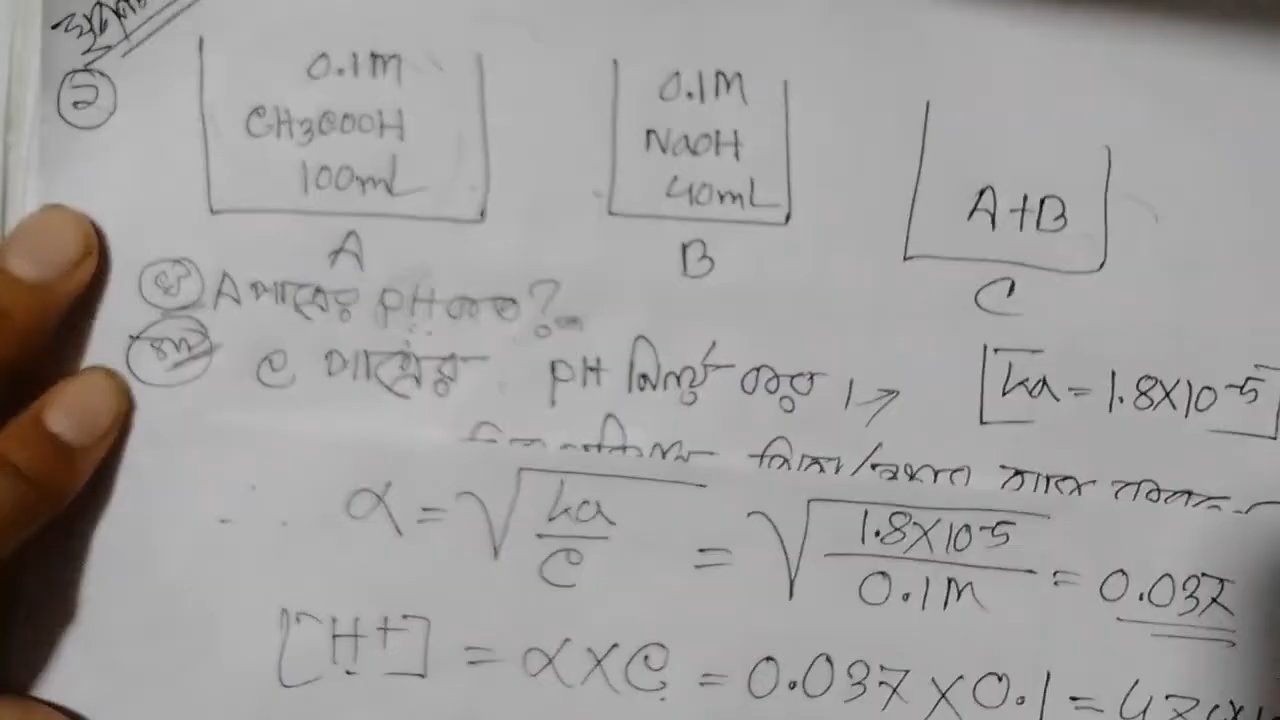 ২
0.1M
CH3COOH
100mL
A
0.1M
NaOH
40mL
B
A+B
C
A পাত্রের pH কত?
C পাত্রের pH নির্ণয় কর।→ [Ka = 1.8×10-5]
α = √Ka/C = √1.8×10-5/0.1M = 0.037
[H+] = α×C = 0.037×0.1 =